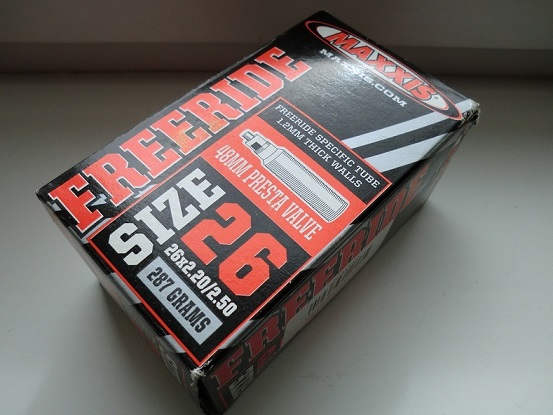 MAXXIS
MAXXIS.COM
FREERIDE
FREERIDE SPECIFIC TUBE
1.2MM THICK WALLS
48MM PRESTA VALVE
SIZE 26
26x2.20/2.50
287 GRAMS
FREERIDE
26